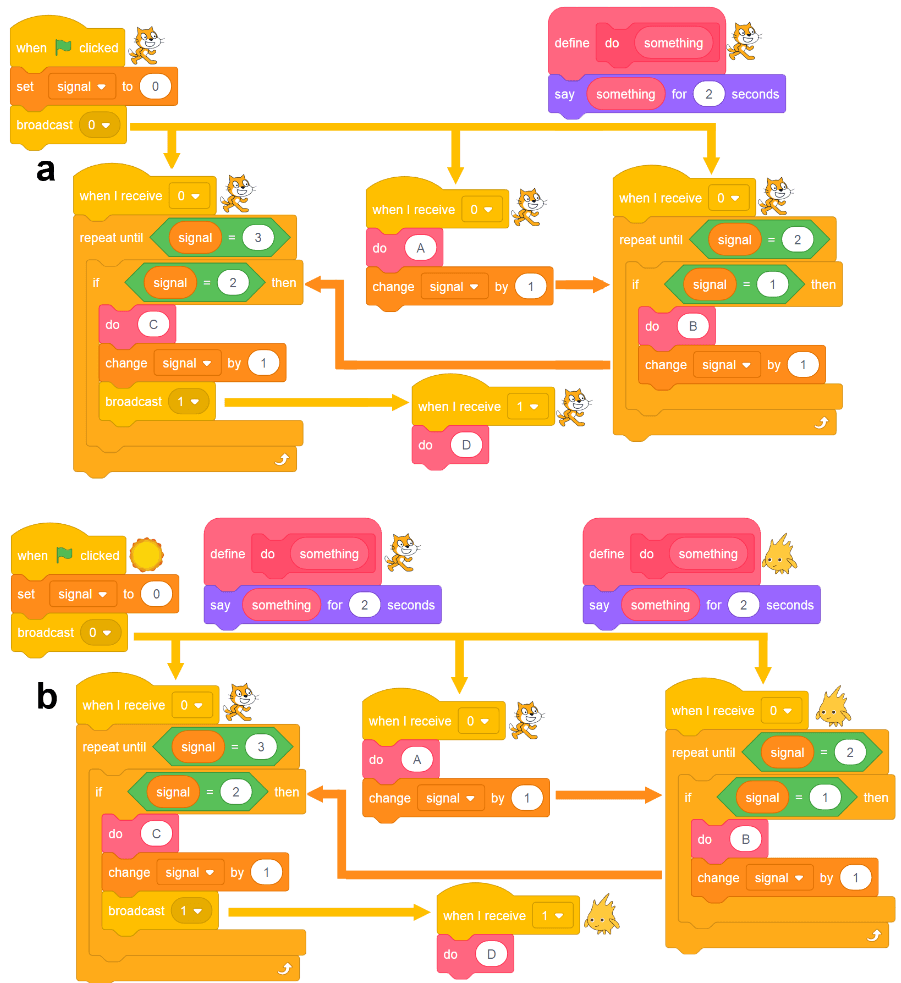 when clicked
set signal to 0
broadcast 0
define do something
say something for 2 seconds
a
when I receive 0
repeat until signal = 3
if signal = 2 then
do C
change signal by 1
broadcast 1
when I receive 0
do A
change signal by 1
when I receive 0
repeat until signal = 2
if signal = 1 then
do B
change signal by 1
when I receive 1
do D
when clicked
set signal to 0
broadcast 0
define do something
say something for 2 seconds
define do something
say something for 2 seconds
b
when I receive 0
repeat until signal = 3
if signal = 2 then
do C
change signal by 1
broadcast 1
when I receive 0
do A
change signal by 1
when I receive 0
repeat until signal = 2
if signal = 1 then
do B
change signal by 1
when I receive 1
do D